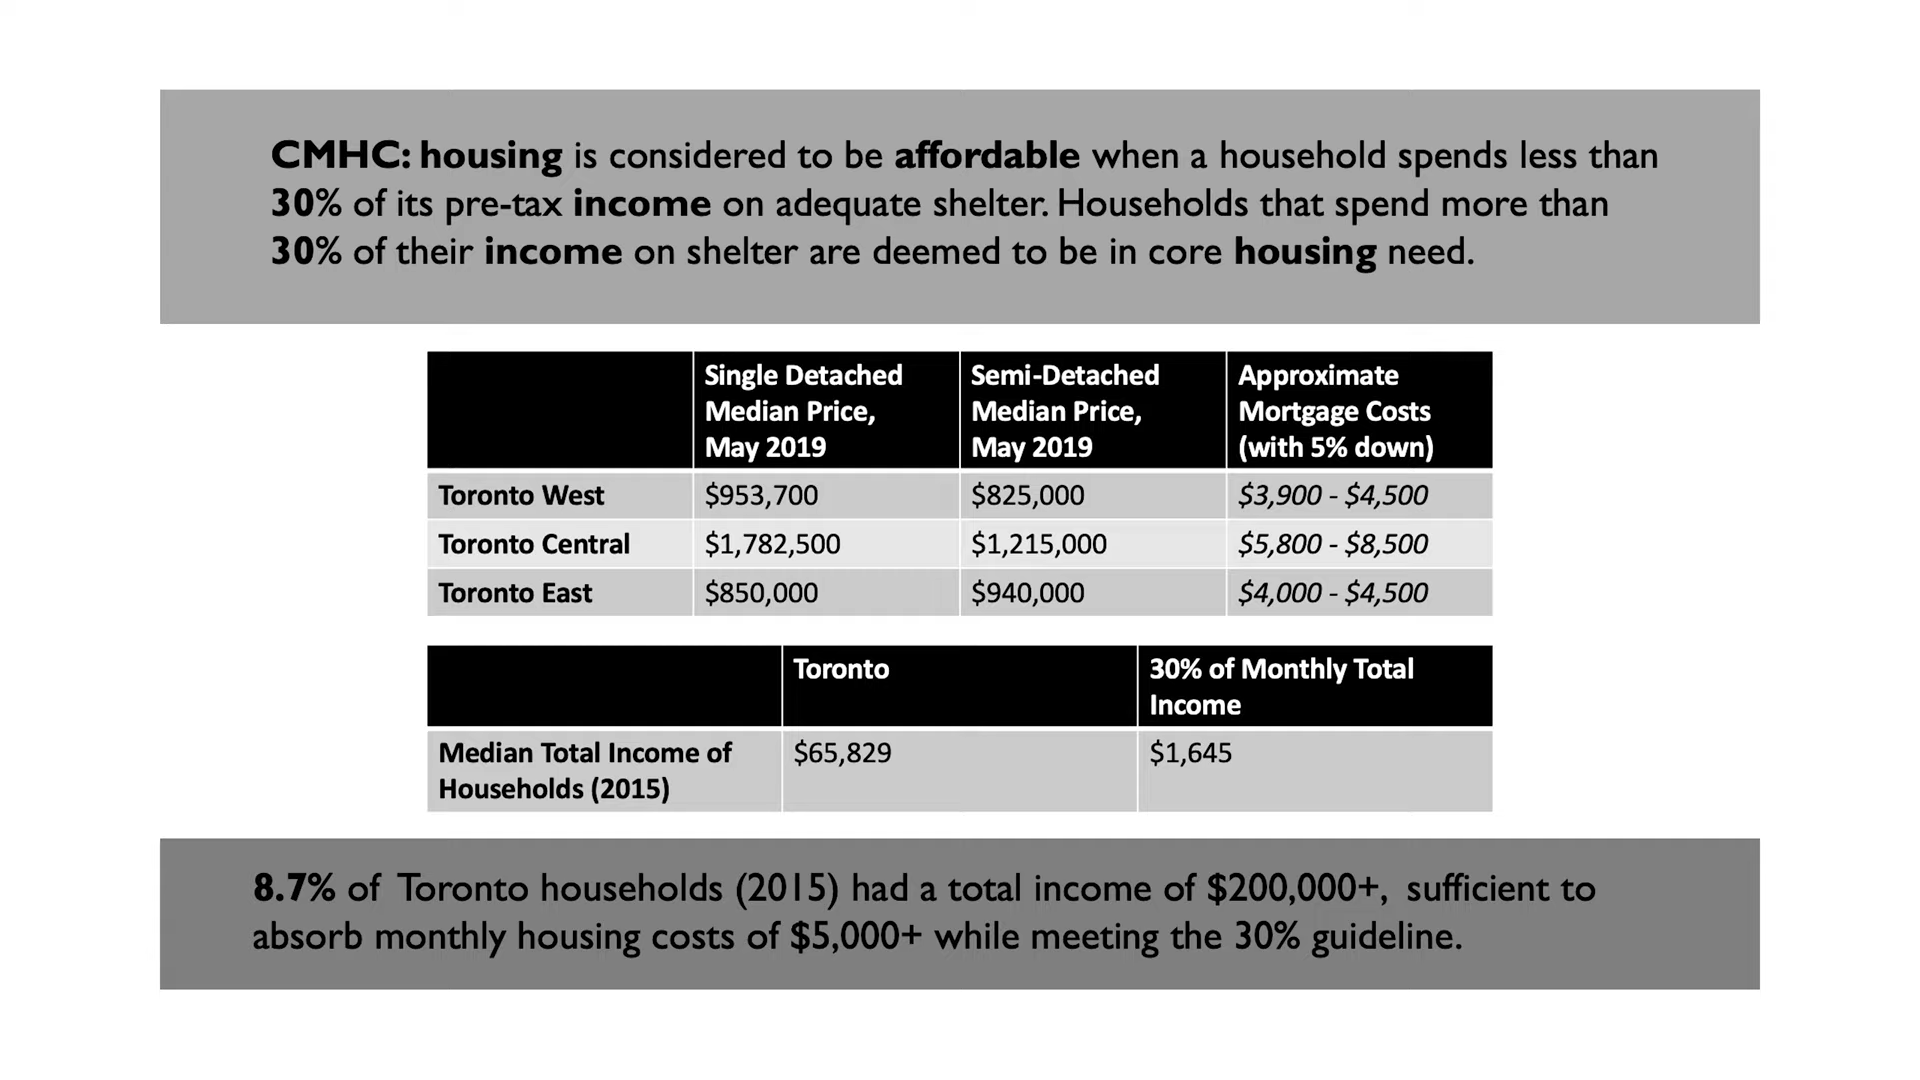 CMHC: housing is considered to be affordable when a household spends less than
30% of its pre-tax income on adequate shelter. Households that spend more than
30% of their income on shelter are deemed to be in core housing need.
Single Detached Median Price, May 2019 Semi-Detached Median Price, May 2019 Approximate Mortgage Costs (with 5% down)
Toronto West $953,700 $825,000 $3,900 - $4,500
Toronto Central $1,782,500 $1,215,000 $5,800 - $8,500
Toronto East $850,000 $940,000 $4,000 - $4,500
Toronto 30% of Monthly Total Income
Median Total Income of Households (2015) $65,829 $1,645
8.7% of Toronto households (2015) had a total income of $200,000+, sufficient to
absorb monthly housing costs of $5,000+ while meeting the 30% guideline.